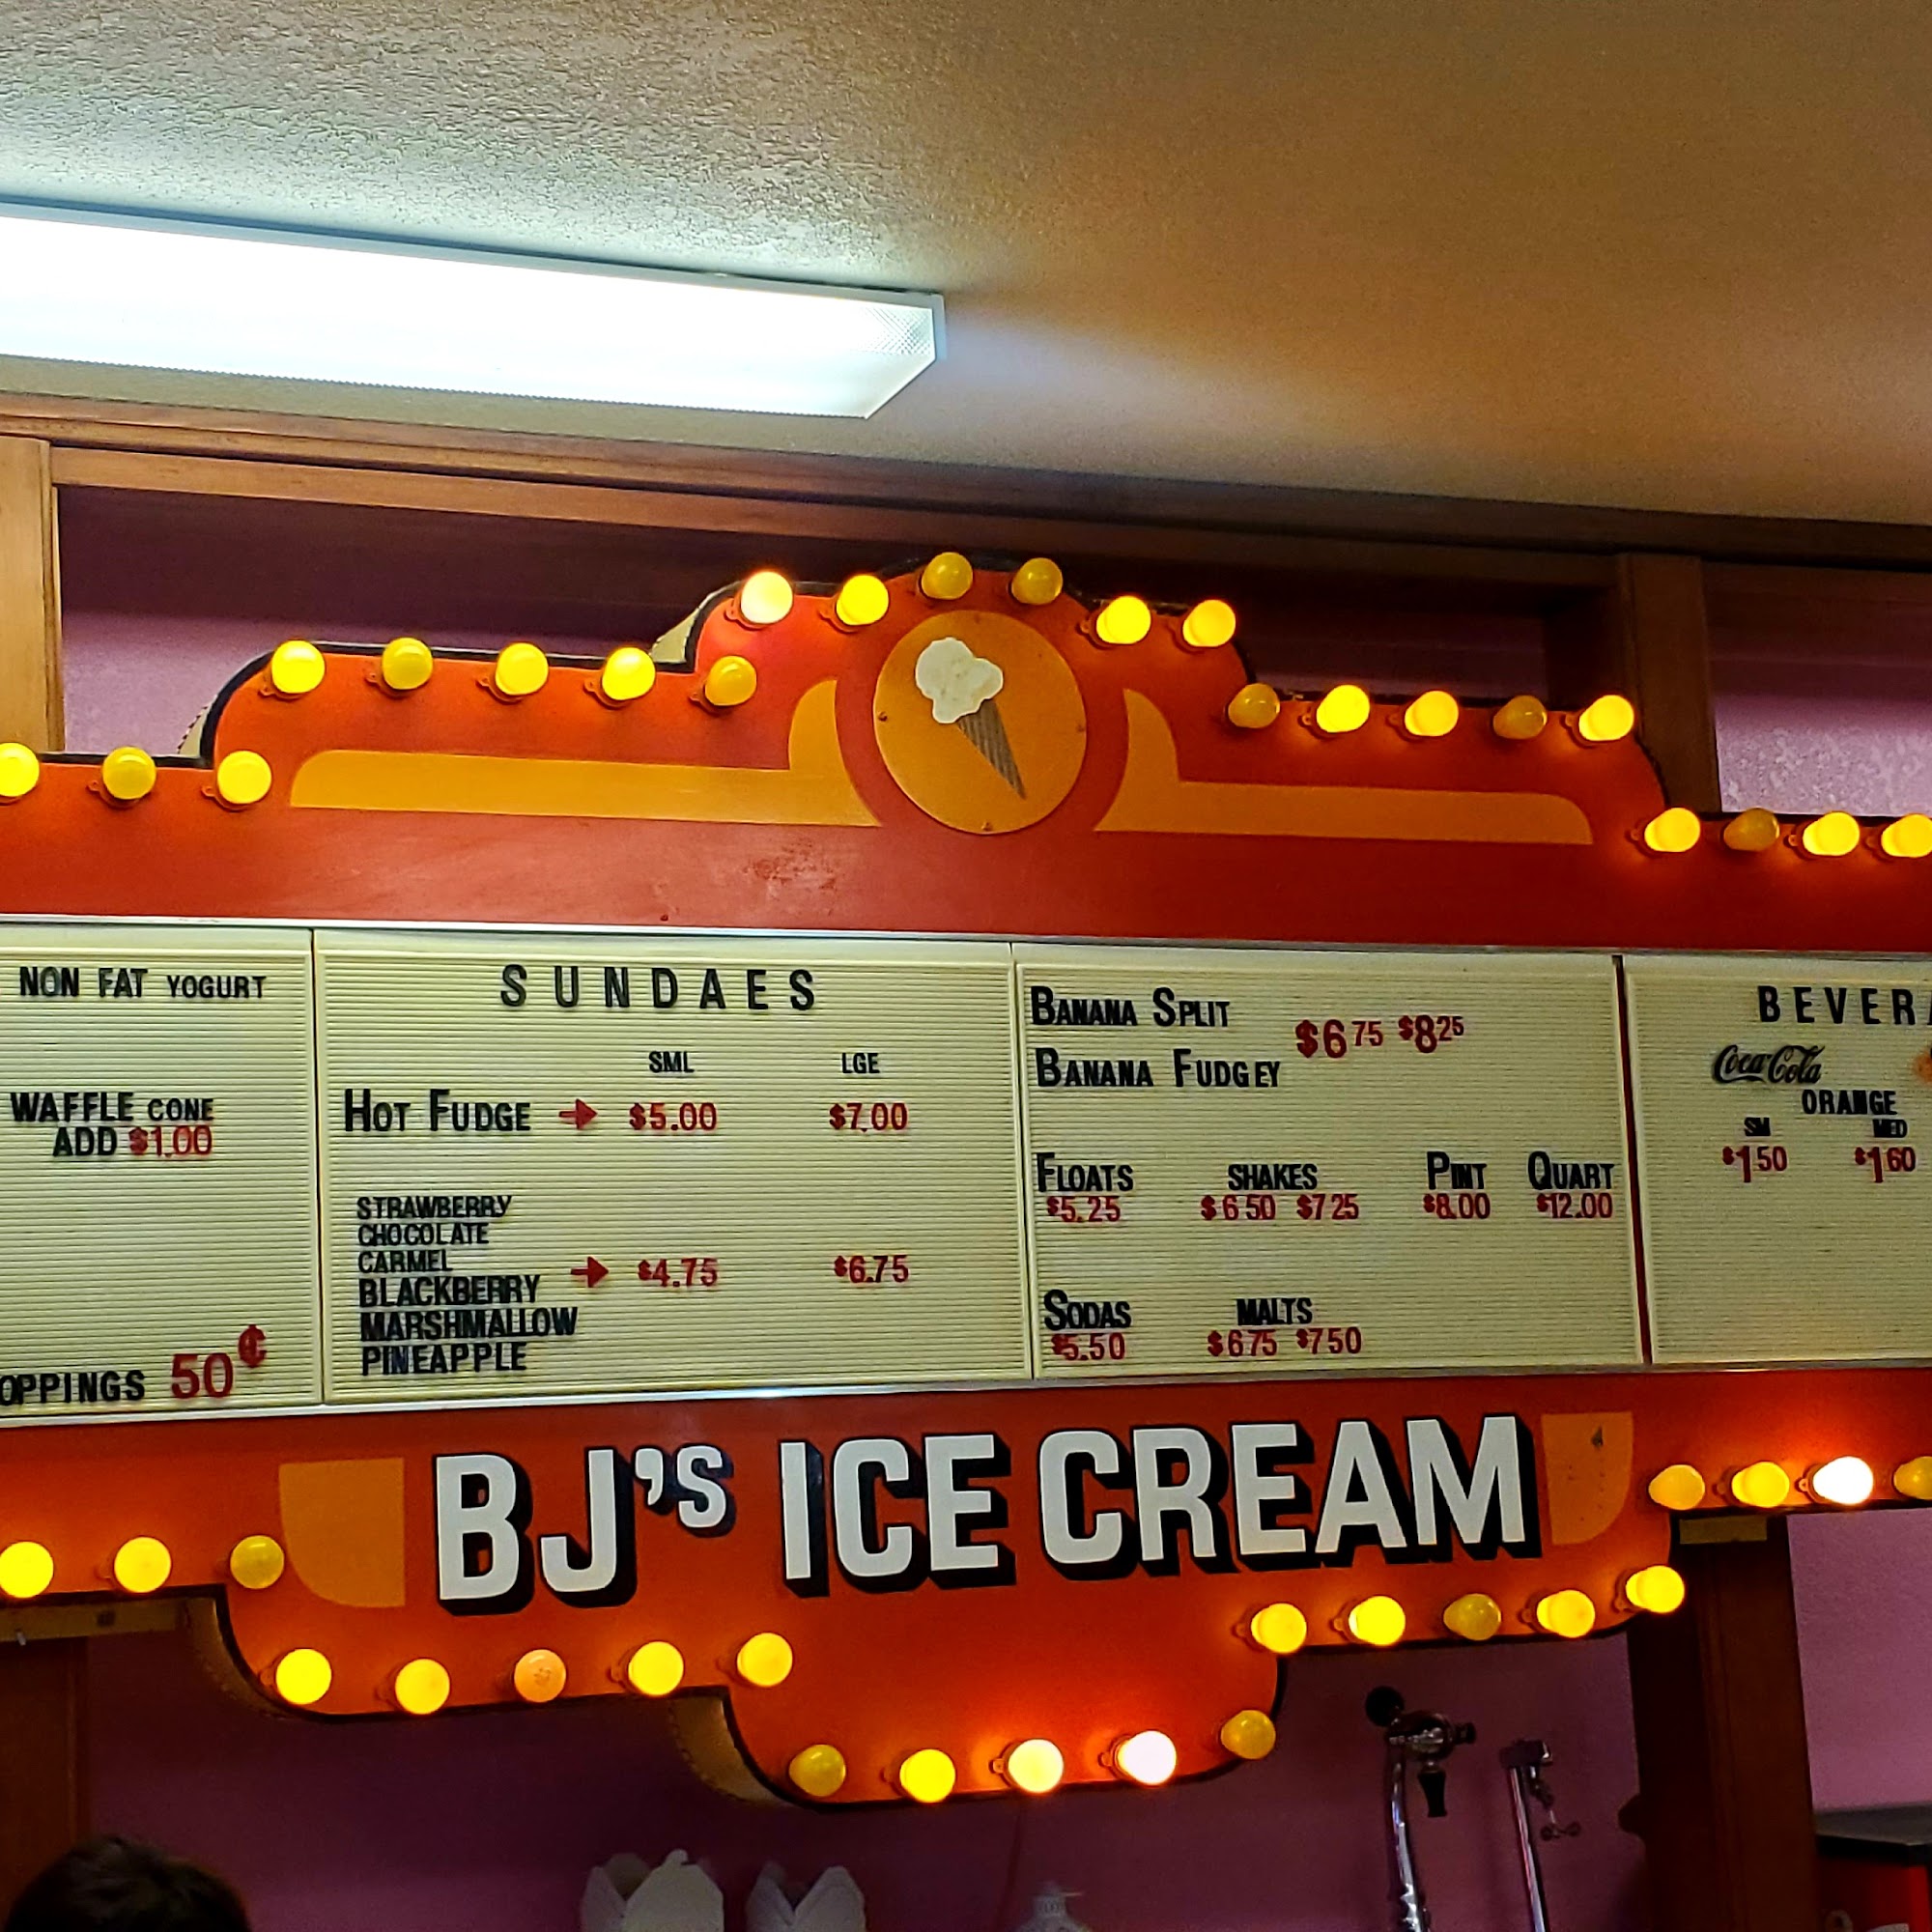 NON FAT YOGURT
WAFFLE CONE
ADD $1.00
OPPINGS 50¢
SUNDAES
SML LGE
HOT FUDGE $5.00 $7.00
STRAWBERRY
CHOCOLATE
CARMEL
BLACKBERRY $4.75 $6.75
MARSHMALLOW
PINEAPPLE
BANANA SPLIT
$6 75 $8 25
BANANA FUDGEY
FLOATS SHAKES PINT QUART
$5.25 $6 50 $7 25 $8.00 $12.00
SODAS MALTS
$5.50 $6 75 $7 50
BEVER
Coca-Cola
ORANGE
SM MED
$1 50 $1 60
BJ's ICE CREAM